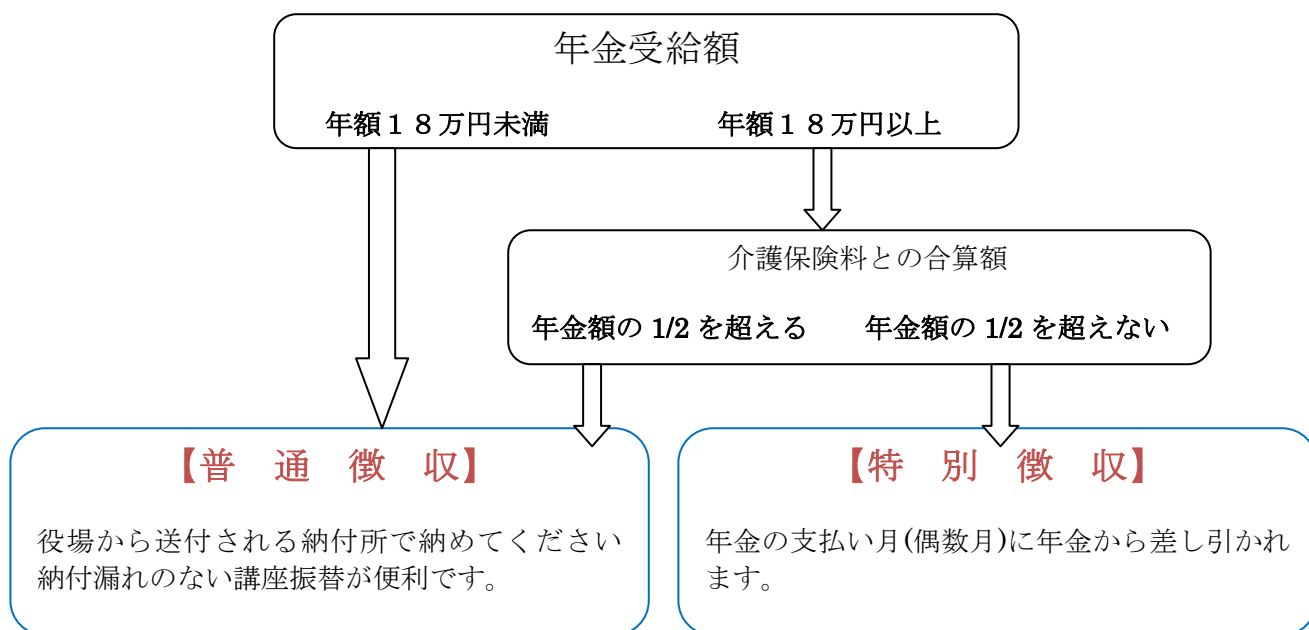 年金受給額
年額１８万円未満
年額１８万円以上
介護保険料との合算額
年金額の 1/2 を超える
年金額の 1/2 を超えない
【普　通　徴　収】
役場から送付される納付所で納めてください
納付漏れのない講座振替が便利です。
【特　別　徴　収】
年金の支払い月(偶数月)に年金から差し引かれ
ます。